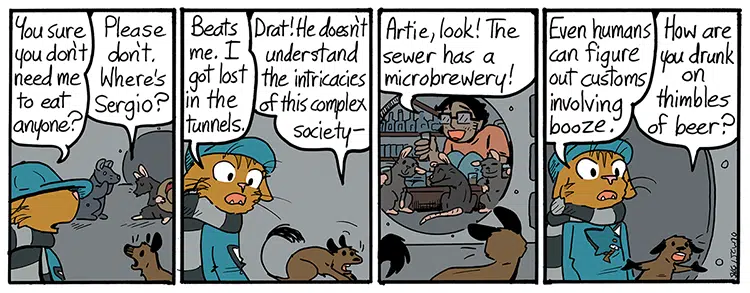 You sure
you don't
need me
to eat
anyone?
Please
don't.
Where's
Sergio?
Beats
me. I
got lost
in the
tunnels.
Drat! He doesn't
understand
the intricacies
of this complex
society—
Artie, look! The
sewer has a
microbrewery!
Even humans
can figure
out customs
involving
booze.
How are
you drunk
on
thimbles
of beer?